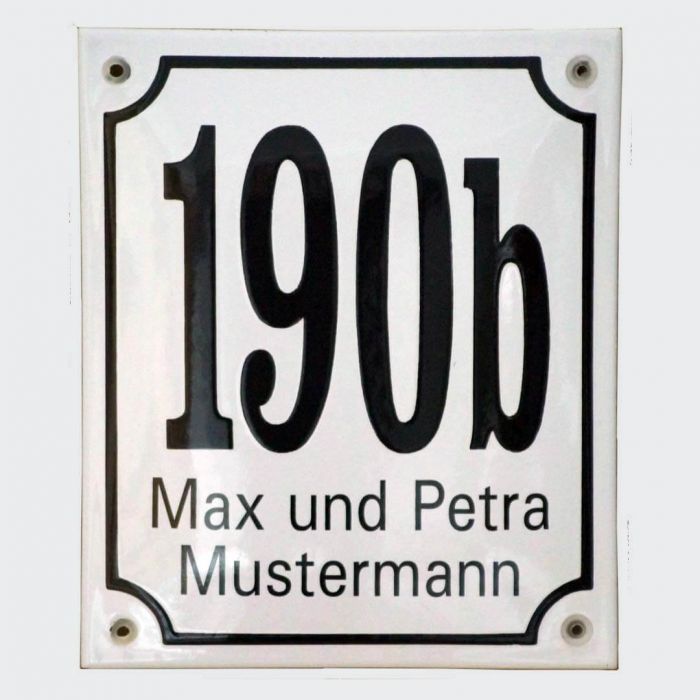 190b
Max und Petra
Mustermann